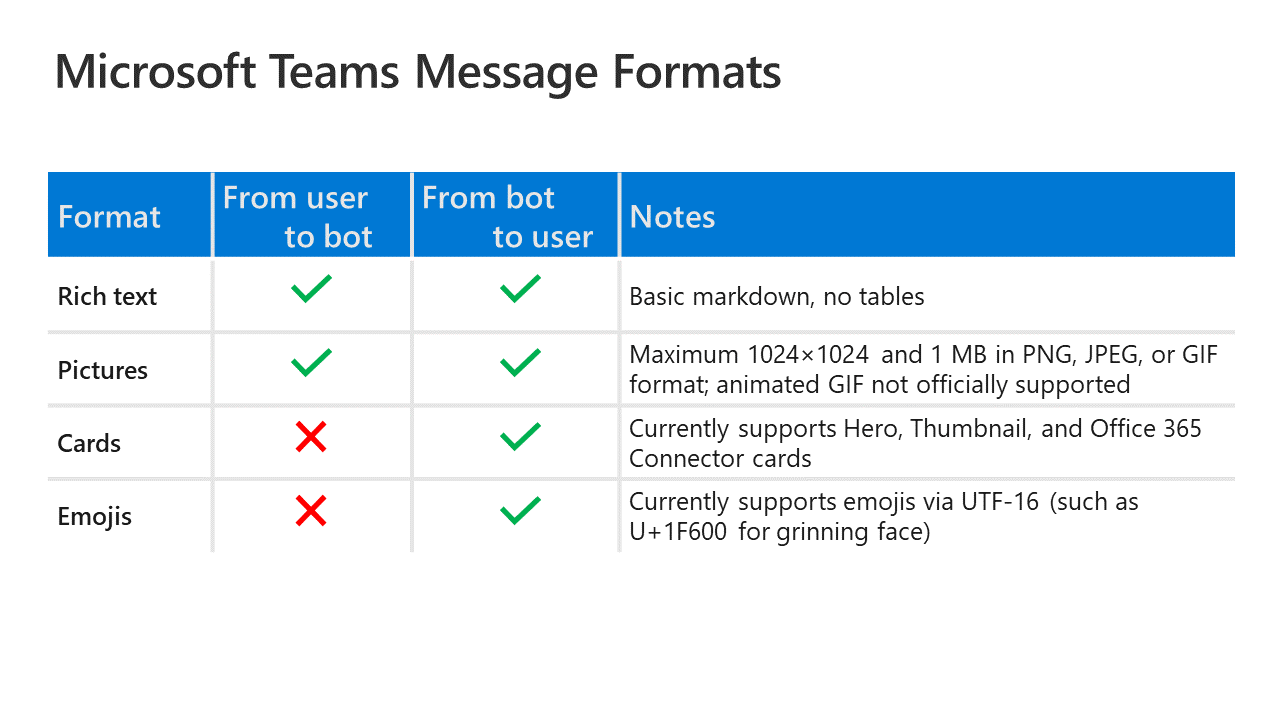 Microsoft Teams Message Formats
Format
From user
to bot
From bot
to user
Notes
Rich text
Basic markdown, no tables
Pictures
Maximum 1024×1024 and 1 MB in PNG, JPEG, or GIF
format; animated GIF not officially supported
Cards
Currently supports Hero, Thumbnail, and Office 365
Connector cards
Emojis
Currently supports emojis via UTF-16 (such as
U+1F600 for grinning face)